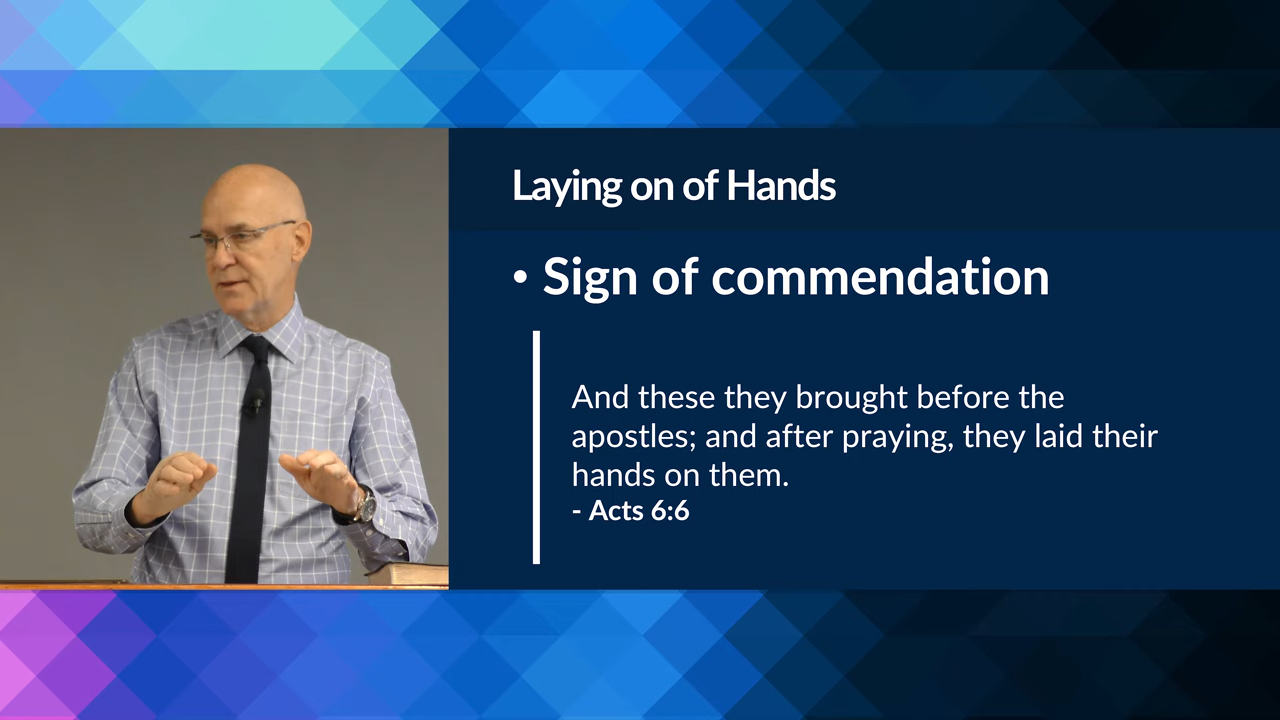 Laying on of Hands
• Sign of commendation
And these they brought before the
apostles; and after praying, they laid their
hands on them.
- Acts 6:6